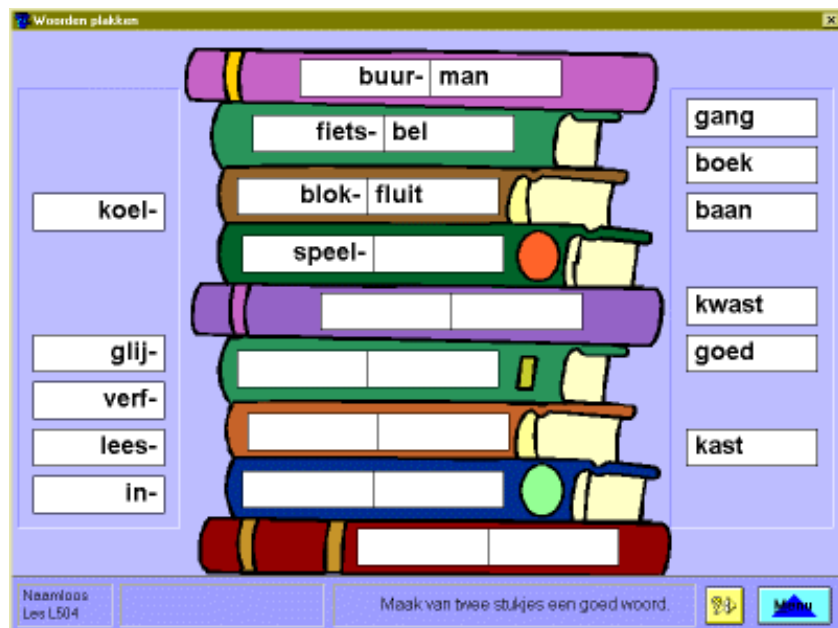 Woorden plakken
buur- man
fiets- bel
blok- fluit
speel-
koel-
glij-
verf-
lees-
in-
gang
boek
baan
kwast
goed
kast
Naamloos
Les L504
Maak van twee stukjes een goed woord.
Menu